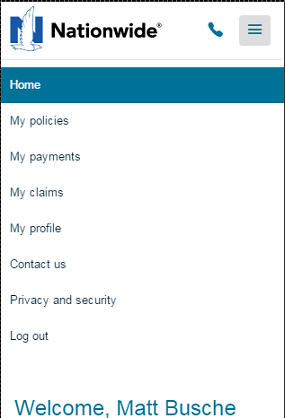 Nationwide®
Home
My policies
My payments
My claims
My profile
Contact us
Privacy and security
Log out
Welcome, Matt Busche